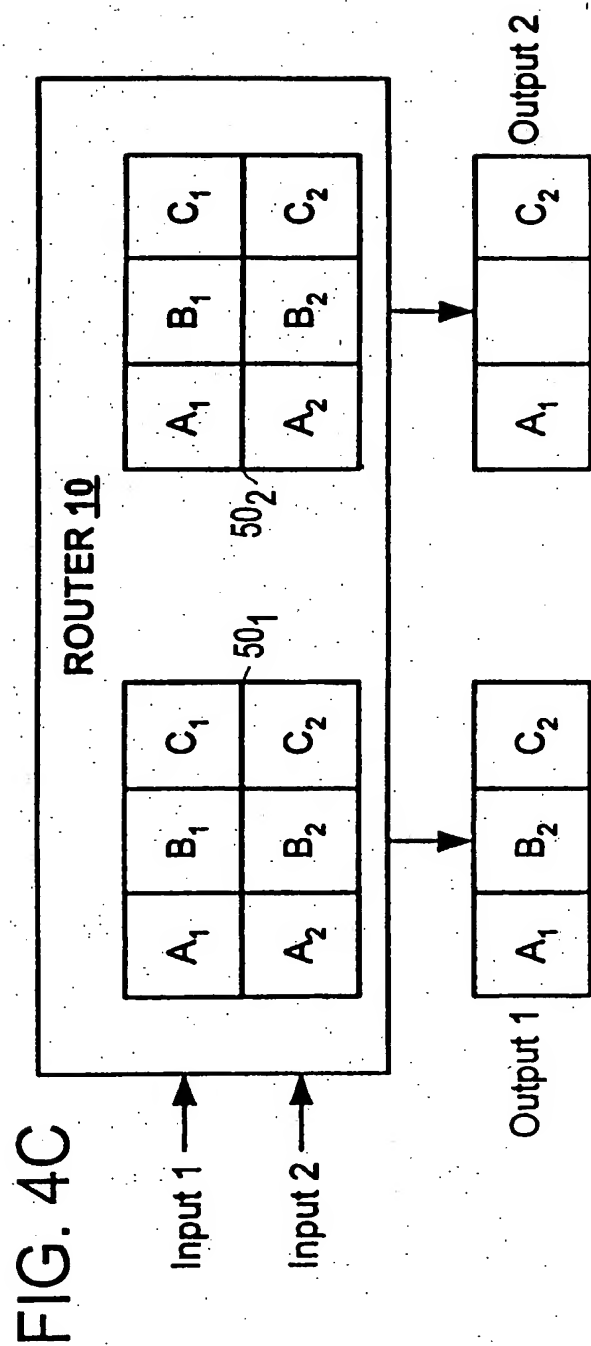 FIG. 4C
ROUTER 10
Input 1
Input 2
A₁ B₁ C₁
A₂ B₂ C₂
50₁
A₁ B₁ C₁
A₂ B₂ C₂
50₂
Output 1
A₁ B₂ C₂
A₁ C₂
Output 2